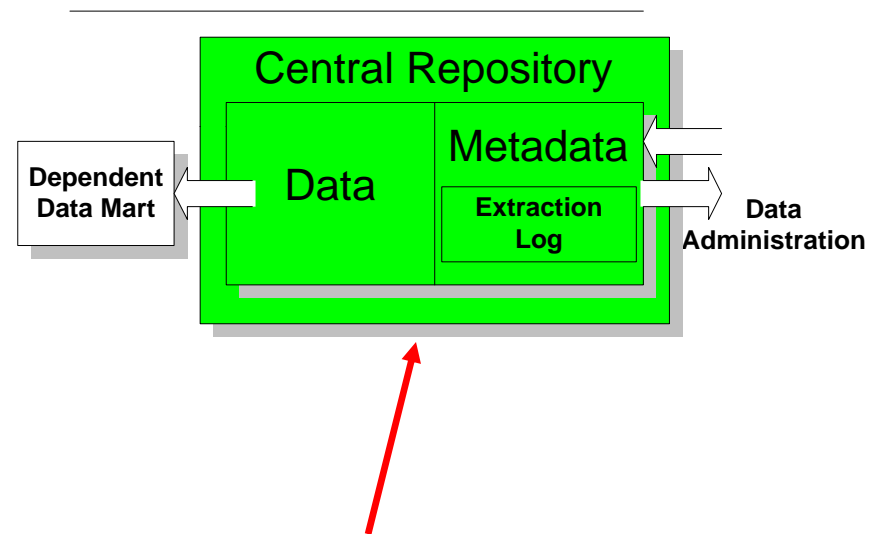 Central Repository
Data
Metadata
Extraction
Log
Dependent
Data Mart
Data
Administration